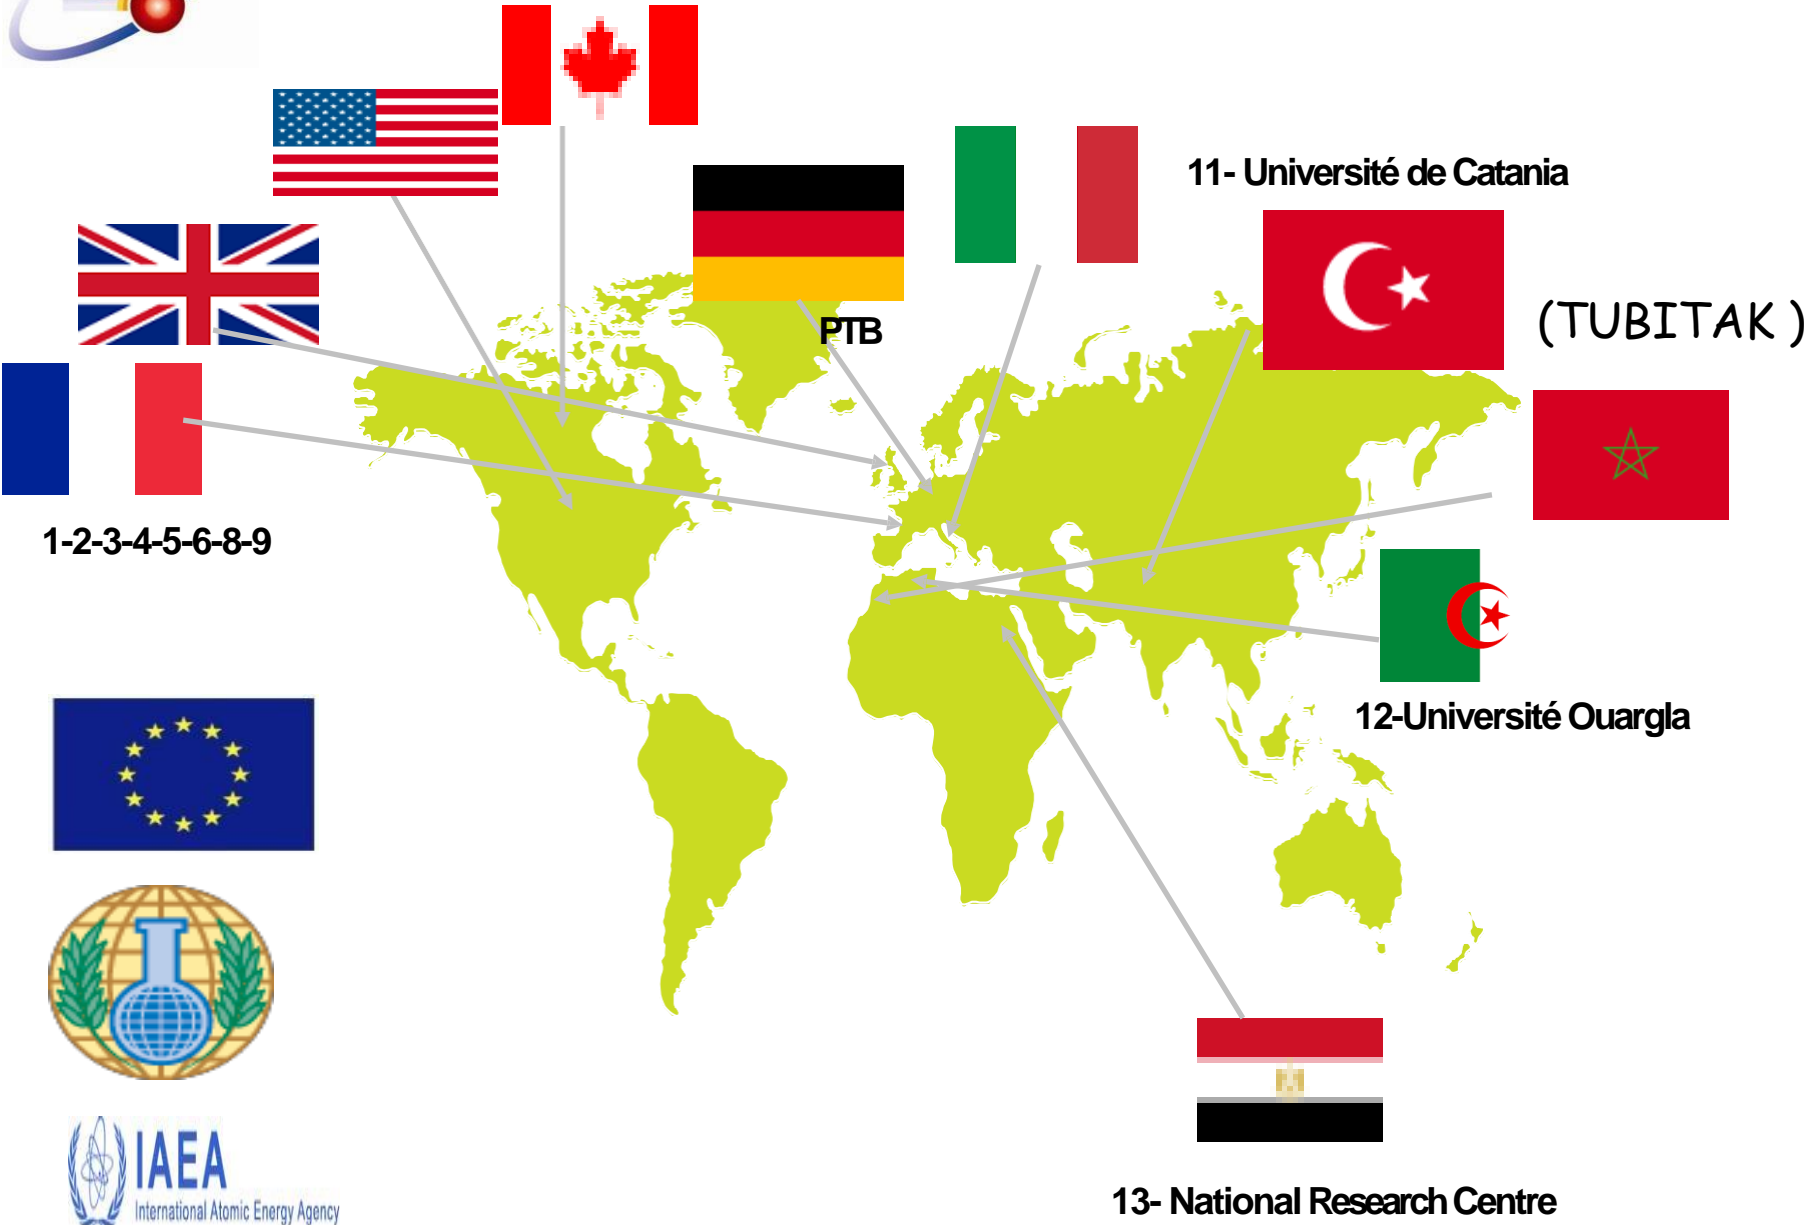 11- Université de Catania
PTB
(TUBITAK )
1-2-3-4-5-6-8-9
12-Université Ouargla
IAEA
International Atomic Energy Agency
13- National Research Centre